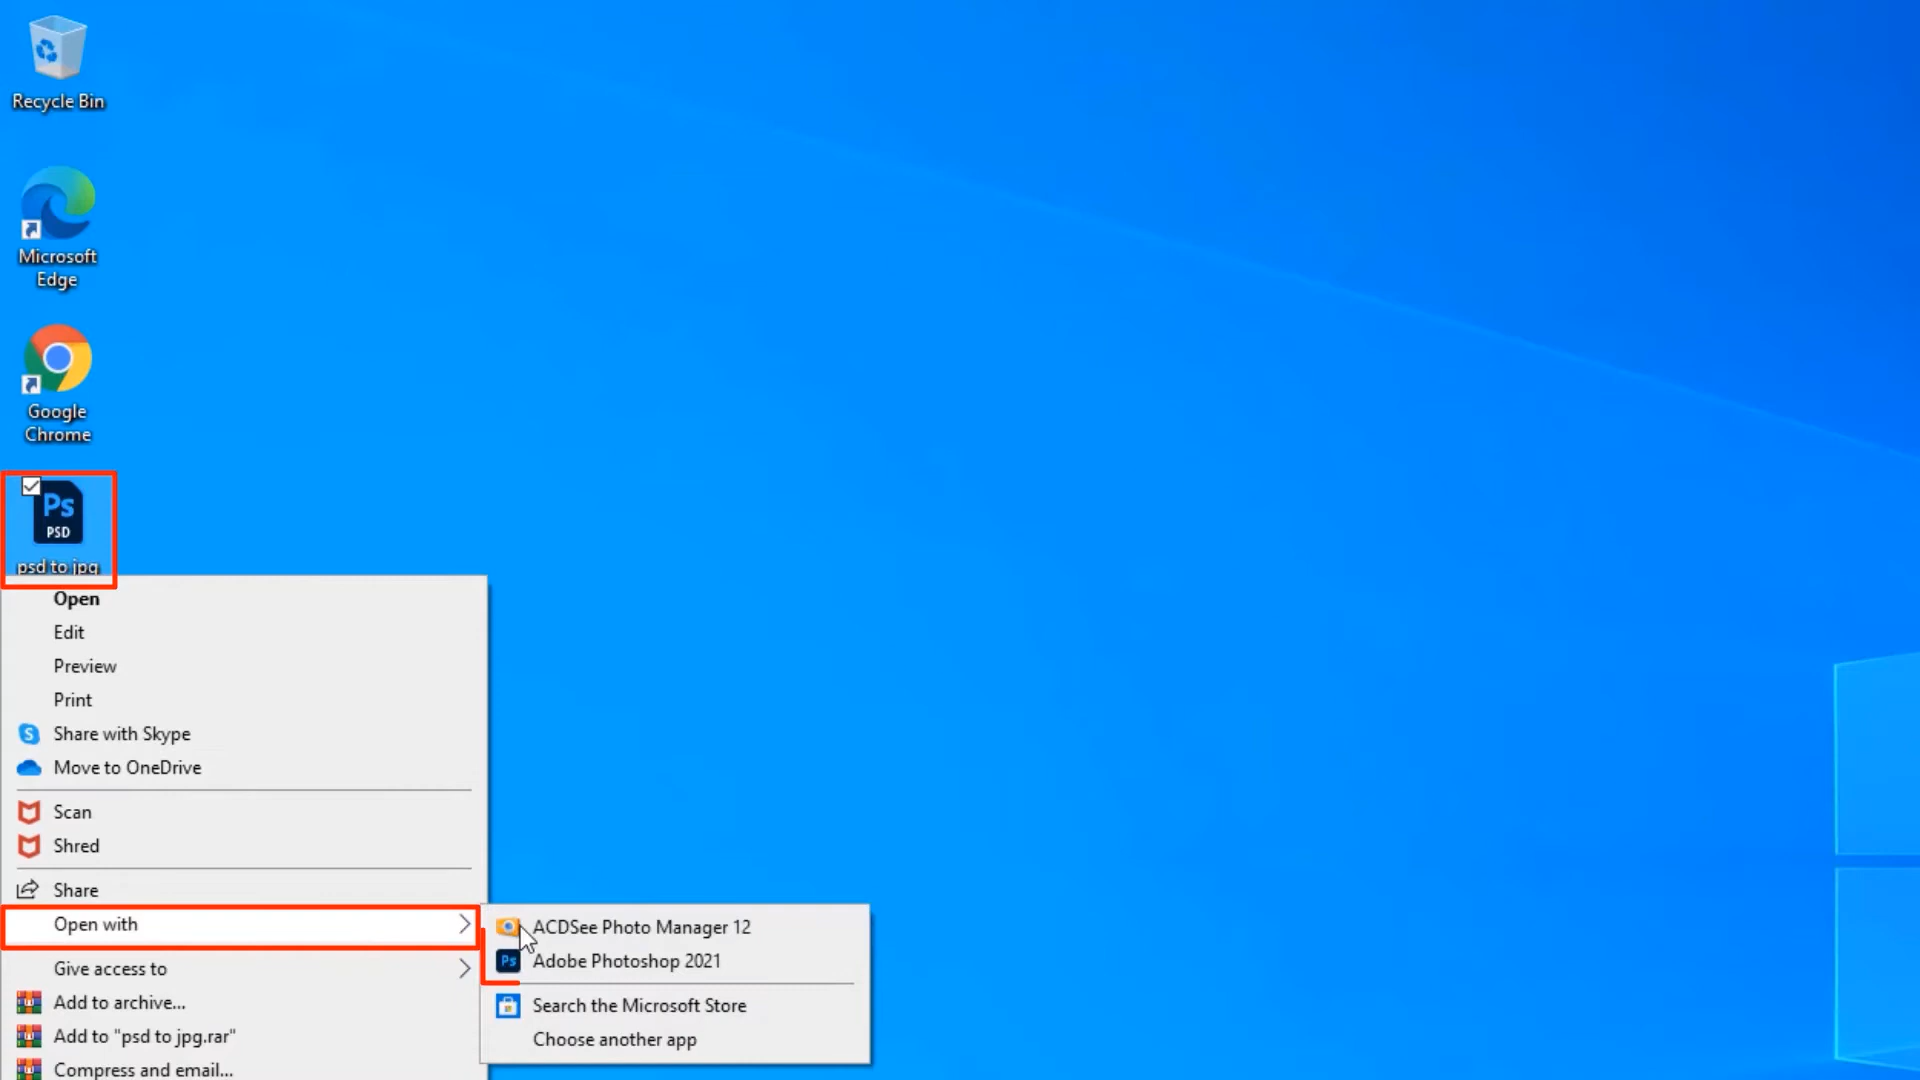 Recycle Bin
Microsoft
Edge
Google
Chrome
Ps
PSD
psd to jpg
Open
Edit
Preview
Print
Share with Skype
Move to OneDrive
Scan
Shred
Share
Open with
Give access to
Add to archive...
Add to "psd to jpg.rar"
Compress and email...
ACDSee Photo Manager 12
Ps Adobe Photoshop 2021
Search the Microsoft Store
Choose another app